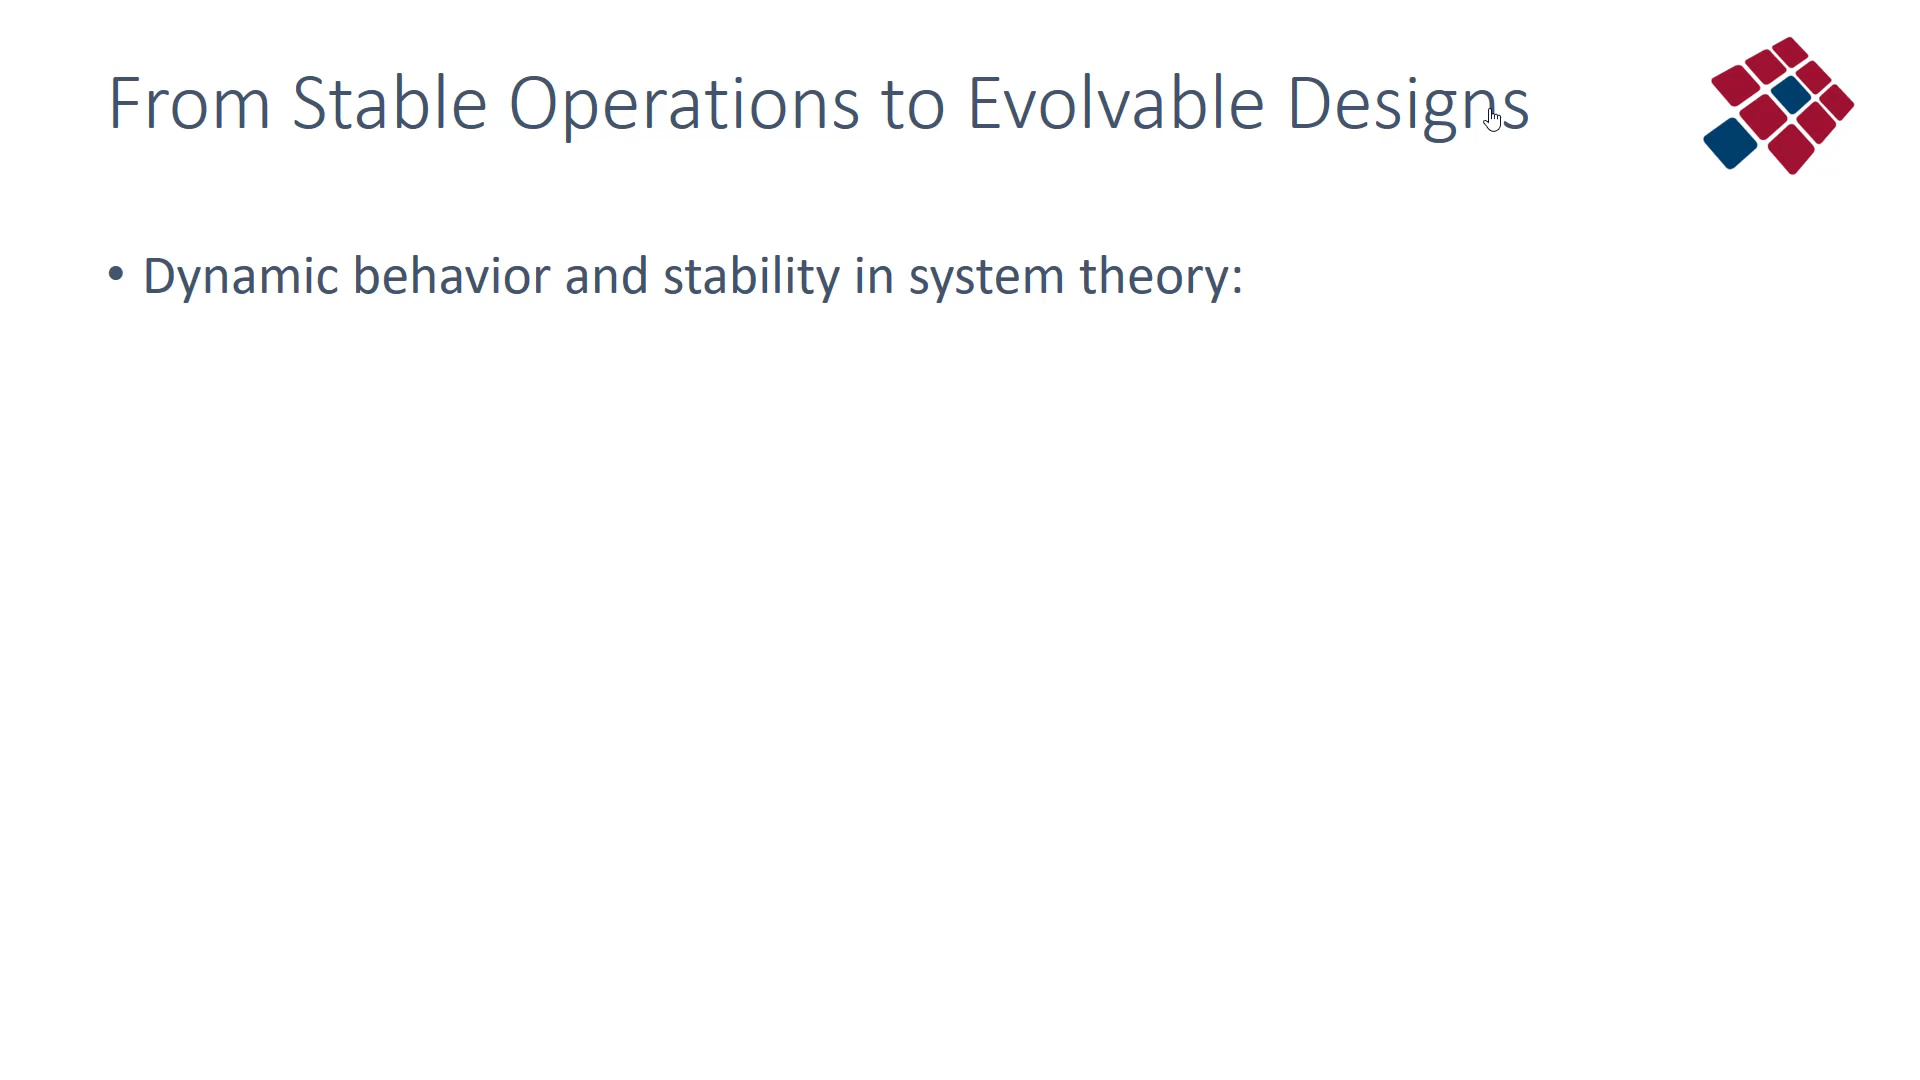 From Stable Operations to Evolvable Designs
• Dynamic behavior and stability in system theory: